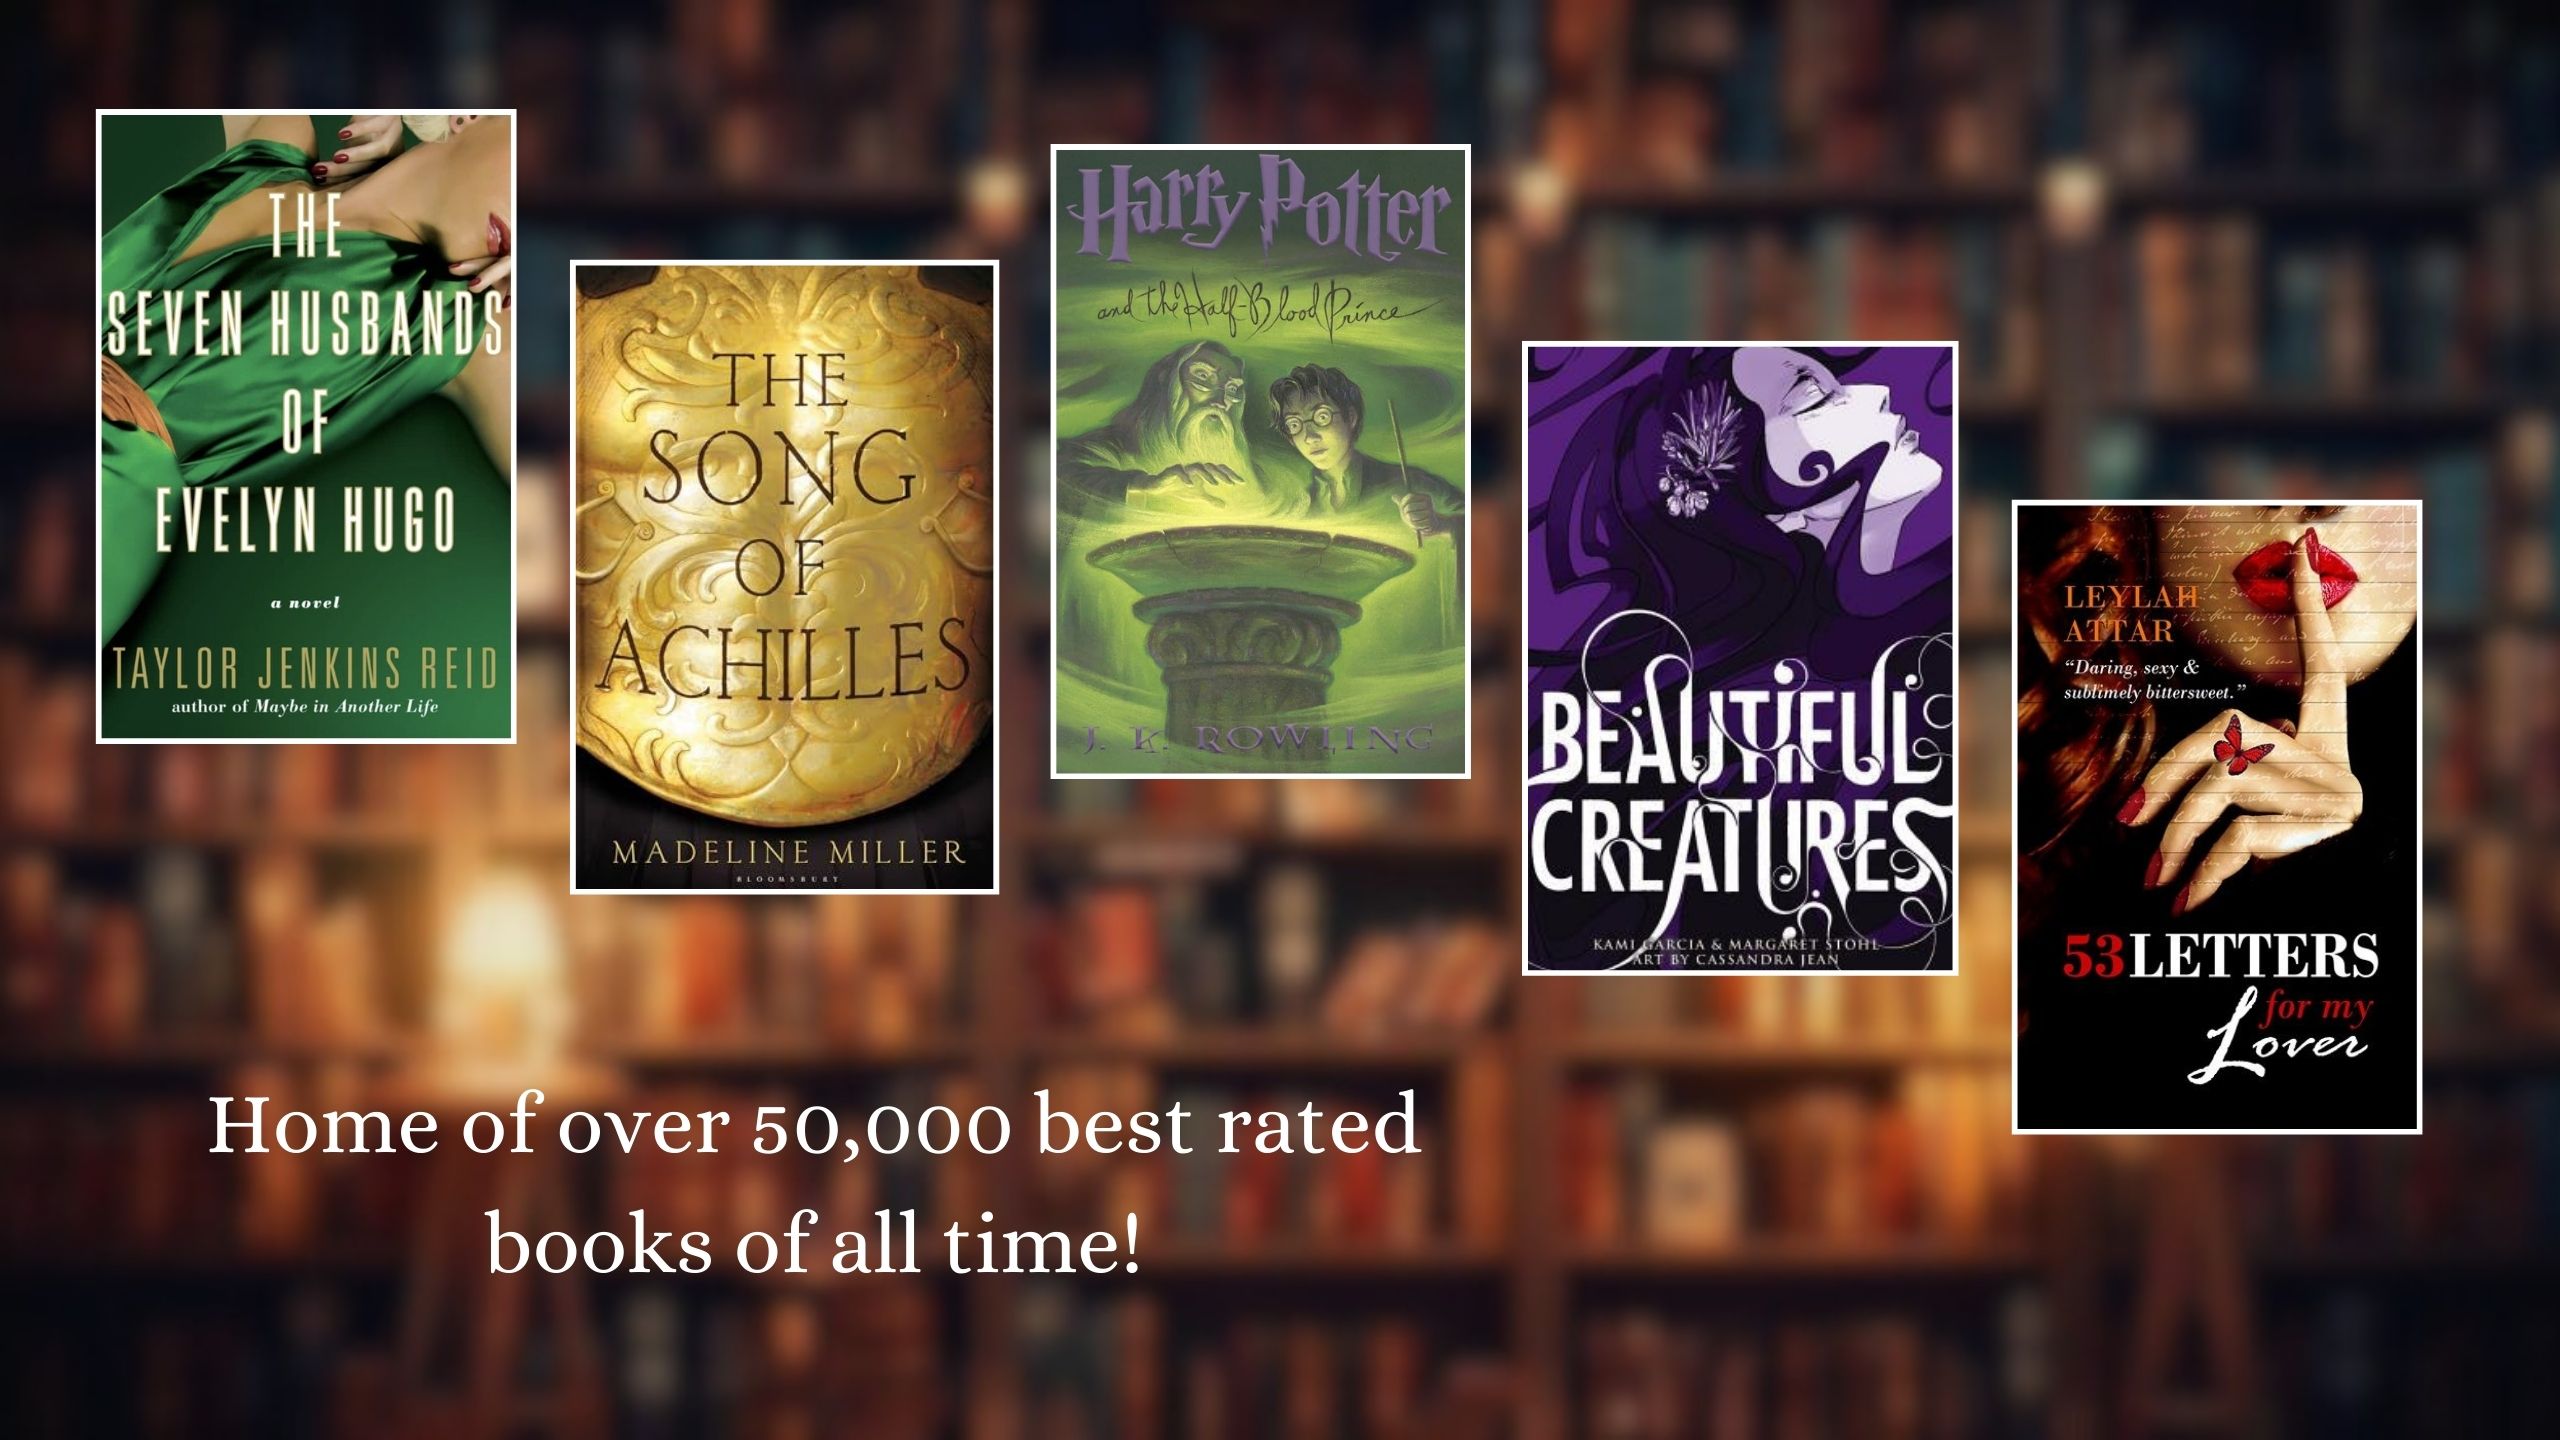 THE
SEVEN HUSBANDS
OF
EVELYN HUGO
a novel
TAYLOR JENKINS REID
author of Maybe in Another Life
THE
SONG
OF
ACHILLES
MADELINE MILLER
BLOOMSBURY
Harry Potter
and the Half-Blood Prince
J. K. ROWLING
BEAUTIFUL
CREATURES
KAMI GARCIA & MARGARET STOHL
ART BY CASSANDRA JEAN
LEYLAH
ATTAR
“Daring, sexy &
sublimely bittersweet.”
53 LETTERS
for my
Lover
Home of over 50,000 best rated
books of all time!